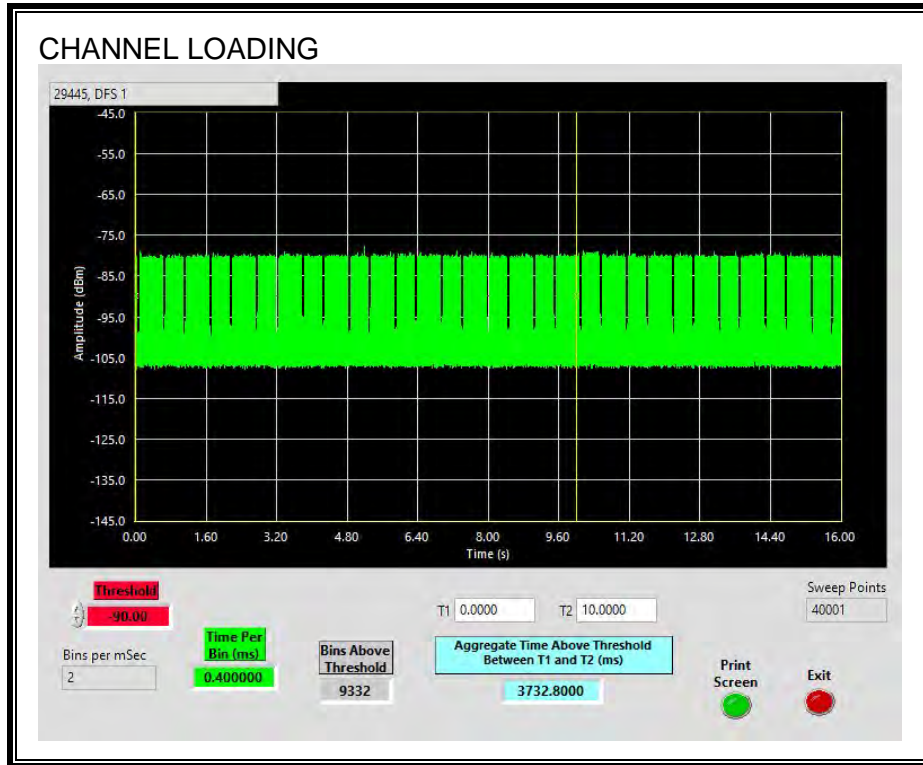 CHANNEL LOADING
29445, DFS 1
-45.0
-55.0
-65.0
-75.0
-85.0
-95.0
-105.0
-115.0
-125.0
-135.0
-145.0
Amplitude (dBm)
0.00 1.60 3.20 4.80 6.40 8.00 9.60 11.20 12.80 14.40 16.00
Time (s)
Threshold
-90.00
Bins per mSec
2
Time Per
Bin (ms)
0.400000
Bins Above
Threshold
9332
T1 0.0000 T2 10.0000
Aggregate Time Above Threshold
Between T1 and T2 (ms)
3732.8000
Sweep Points
40001
Print
Screen
Exit